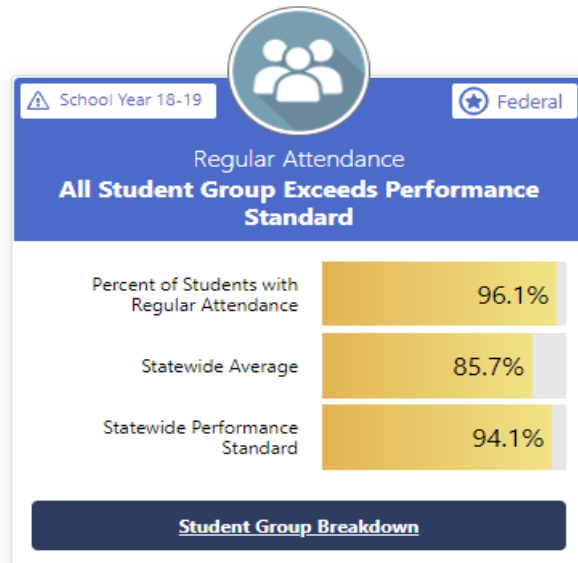 School Year 18-19
Federal
Regular Attendance
All Student Group Exceeds Performance
Standard
Percent of Students with
Regular Attendance
96.1%
Statewide Average
85.7%
Statewide Performance
Standard
94.1%
Student Group Breakdown